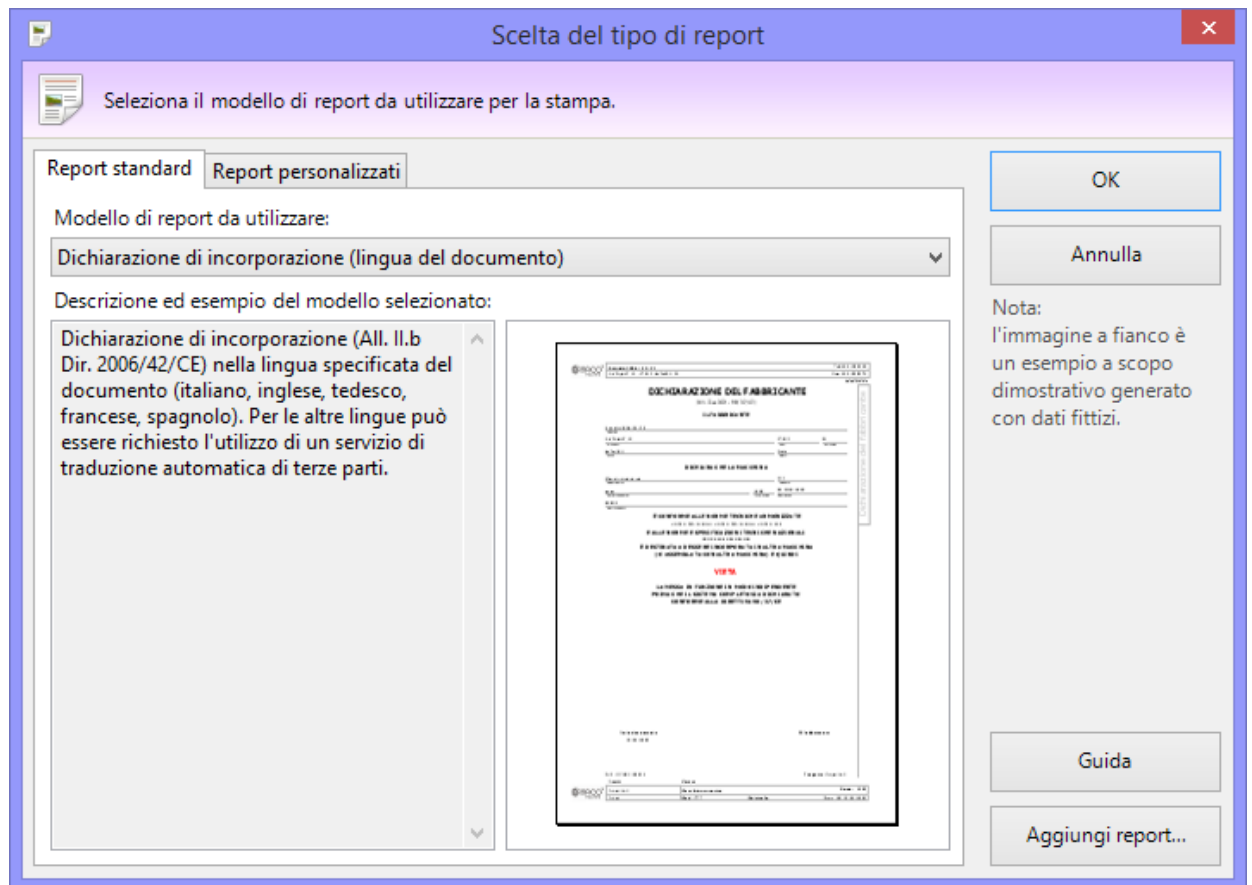 Scelta del tipo di report
Seleziona il modello di report da utilizzare per la stampa.
Report standard
Report personalizzati
Modello di report da utilizzare:
Dichiarazione di incorporazione (lingua del documento)
Descrizione ed esempio del modello selezionato:
Dichiarazione di incorporazione (All. II.b
Dir. 2006/42/CE) nella lingua specificata del
documento (italiano, inglese, tedesco,
francese, spagnolo). Per le altre lingue può
essere richiesto l'utilizzo di un servizio di
traduzione automatica di terze parti.
DICHIARAZIONE DEL FABBRICANTE
Dichiarazione del fabbricante
VIETA
OK
Annulla
Nota:
l'immagine a fianco è
un esempio a scopo
dimostrativo generato
con dati fittizi.
Guida
Aggiungi report...